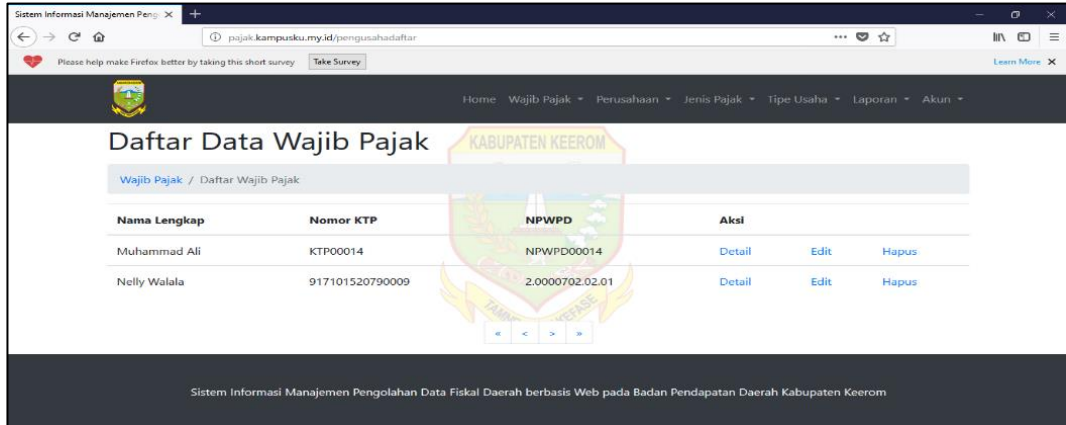 Sistem Informasi Manajemen Peng
pajak.kampusku.my.id/pengusahadaftar
Please help make Firefox better by taking this short survey Take Survey Learn More
Home Wajib Pajak Perusahaan Jenis Pajak Tipe Usaha Laporan Akun
Daftar Data Wajib Pajak
KABUPATEN KEEROM
Wajib Pajak / Daftar Wajib Pajak
Nama Lengkap Nomor KTP NPWPD Aksi
Muhammad Ali KTP00014 NPWPD00014 Detail Edit Hapus
Nelly Walala 917101520790009 2.0000702.02.01 Detail Edit Hapus
« < > »
Sistem Informasi Manajemen Pengolahan Data Fiskal Daerah berbasis Web pada Badan Pendapatan Daerah Kabupaten Keerom